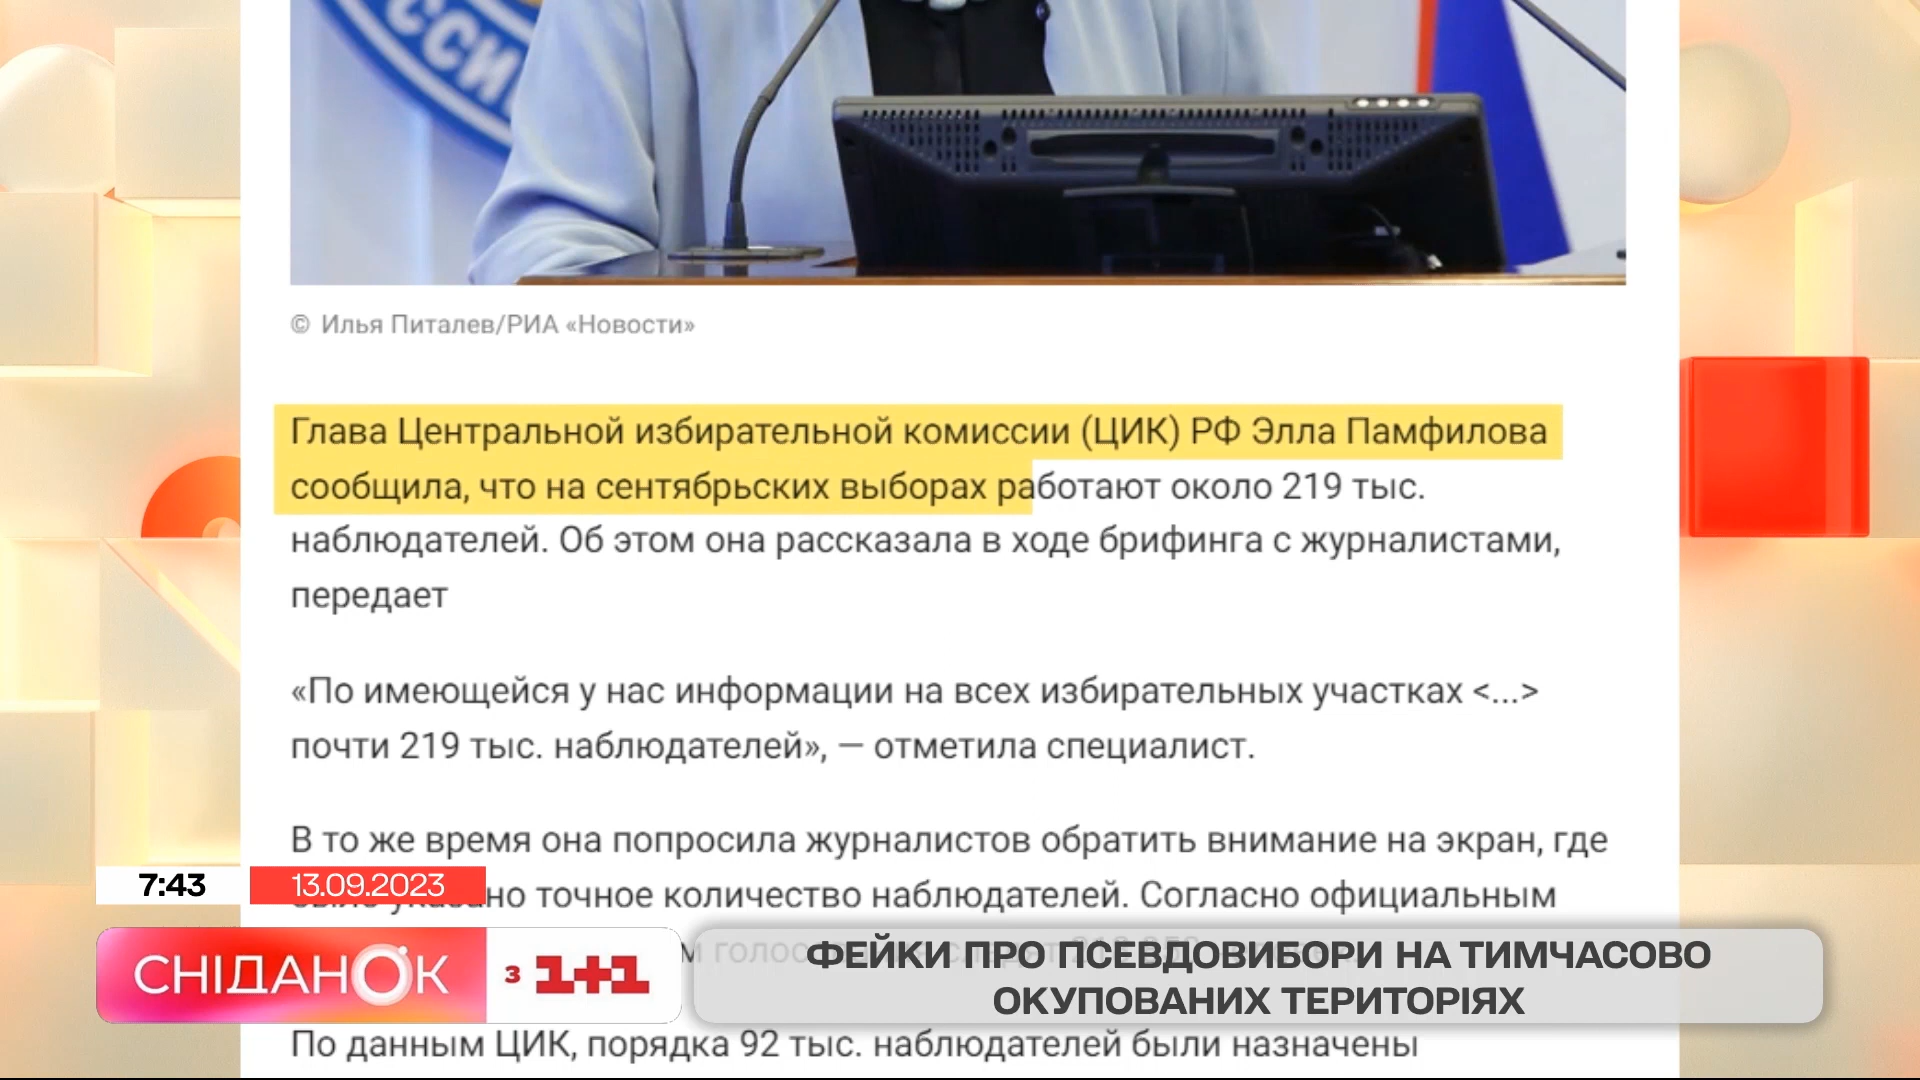 ССИ
© Илья Питалев/РИА «Новости»
Глава Центральной избирательной комиссии (ЦИК) РФ Элла Памфилова
сообщила, что на сентябрьских выборах работают около 219 тыс.
наблюдателей. Об этом она рассказала в ходе брифинга с журналистами,
передает
«По имеющейся у нас информации на всех избирательных участках <...>
почти 219 тыс. наблюдателей», — отметила специалист.
В то же время она попросила журналистов обратить внимание на экран, где
точное количество наблюдателей. Согласно официальным
7:43
13.09.2023
СНІДАНОК
З 1+1
ФЕЙКИ ПРО ПСЕВДОВИБОРИ НА ТИМЧАСОВО
ОКУПОВАНИХ ТЕРИТОРІЯХ
По данным ЦИК, порядка 92 тыс. наблюдателей были назначены